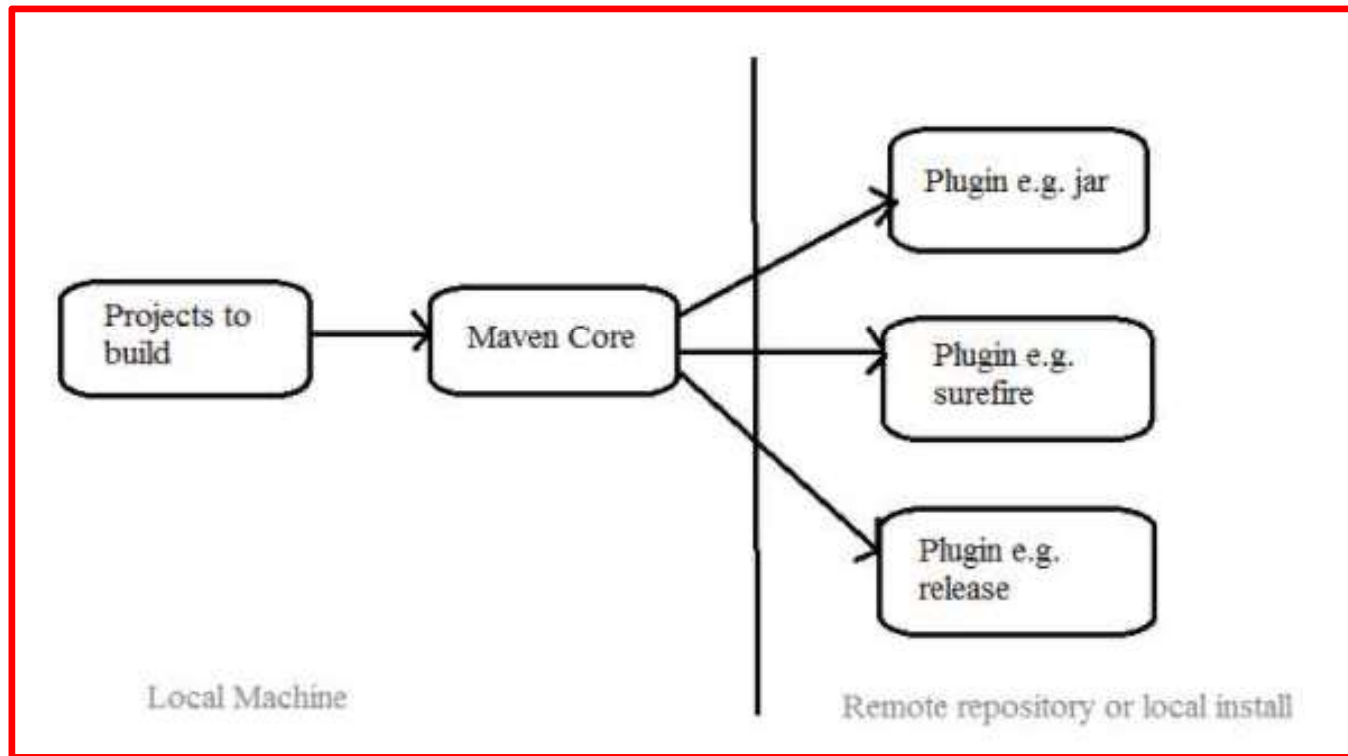 Plugin e.g. jar
Projects to
build
Maven Core
Plugin e.g.
surefire
Plugin e.g.
release
Local Machine
Remote repository or local install